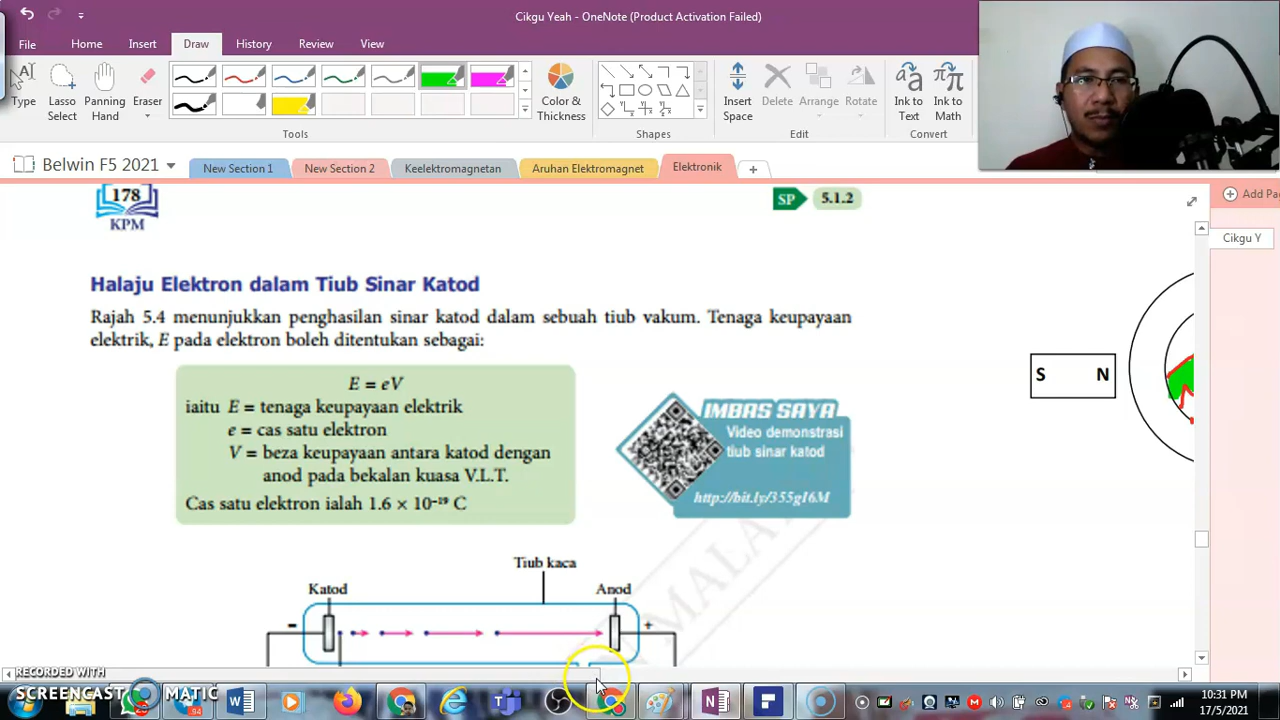 Cikgu Yeah - OneNote (Product Activation Failed)
File Home Insert Draw History Review View
Type
Lasso Select
Panning Hand
Eraser
Color & Thickness
Insert Space
Delete
Arrange
Rotate
Ink to Text
Ink to Math
Tools Shapes Edit Convert
Belwin F5 2021
New Section 1
New Section 2
Keelektromagnetan
Aruhan Elektromagnet
Elektronik
Add Pag
Cikgu Y
178
KPM
SP 5.1.2
Halaju Elektron dalam Tiub Sinar Katod
Rajah 5.4 menunjukkan penghasilan sinar katod dalam sebuah tiub vakum. Tenaga keupayaan
elektrik, E pada elektron boleh ditentukan sebagai:
E = eV
iaitu E = tenaga keupayaan elektrik
e = cas satu elektron
V = beza keupayaan antara katod dengan
anod pada bekalan kuasa V.L.T.
Cas satu elektron ialah 1.6 × 10⁻¹⁹ C
IMBAS SAYA
Video demonstrasi
tiub sinar katod
http://bit.ly/355gI6M
S N
Tiub kaca
Katod
Anod
− +
N MALA
RECORDED WITH
SCREENCAST MATIC
94
10:31 PM
17/5/2021